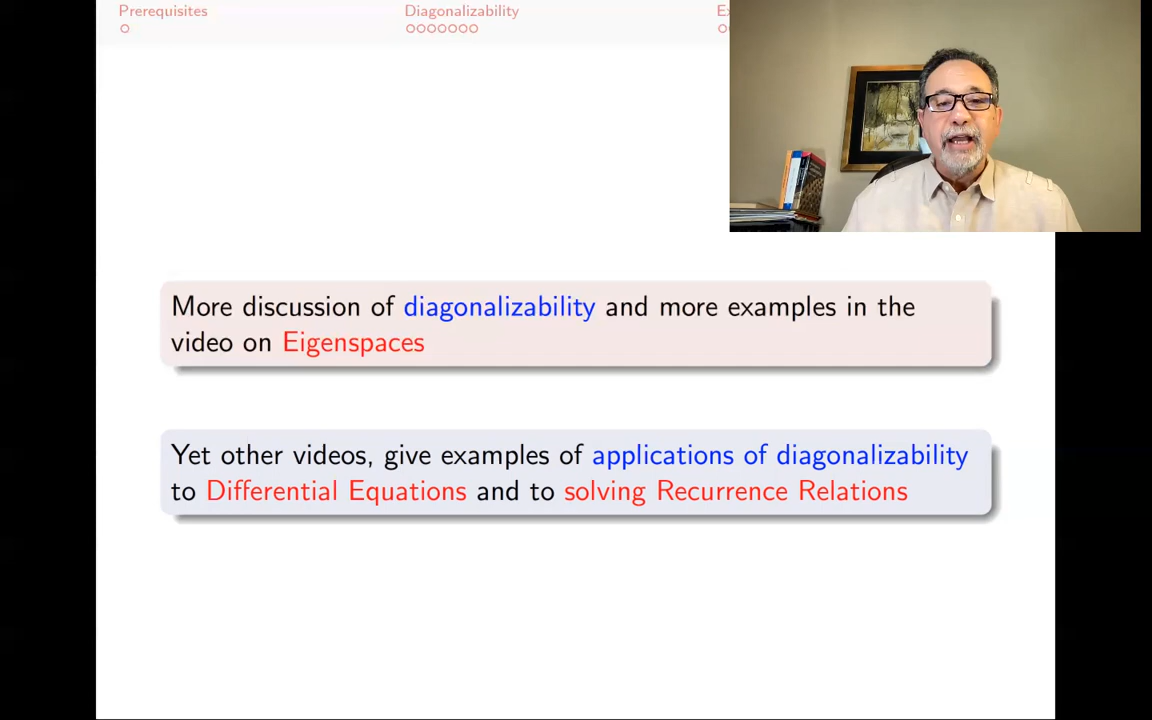 Prerequisites
Diagonalizability
More discussion of diagonalizability and more examples in the
video on Eigenspaces
Yet other videos, give examples of applications of diagonalizability
to Differential Equations and to solving Recurrence Relations